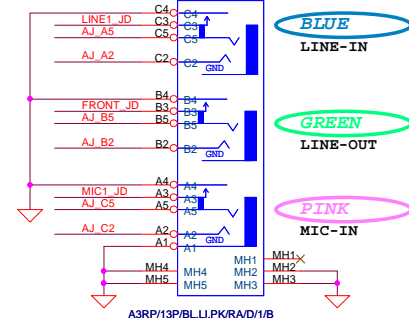 C4 C4
LINE1_JD C3 C3
AJ_A5 C5 C5
BLUE
LINE-IN
AJ_A2 C2 C2
GND
B4 B4
FRONT_JD B3 B3
AJ_B5 B5 B5
GREEN
LINE-OUT
AJ_B2 B2 B2
GND
A4 A4
MIC1_JD A3 A3
AJ_C5 A5 A5
PINK
MIC-IN
AJ_C2 A2 A2
GND
A1 A1
MH1 MH1
MH4 MH4 MH2 MH2
MH5 MH5 MH3 MH3
A3RP/13P/BL.LI.PK/RA/D/1/B